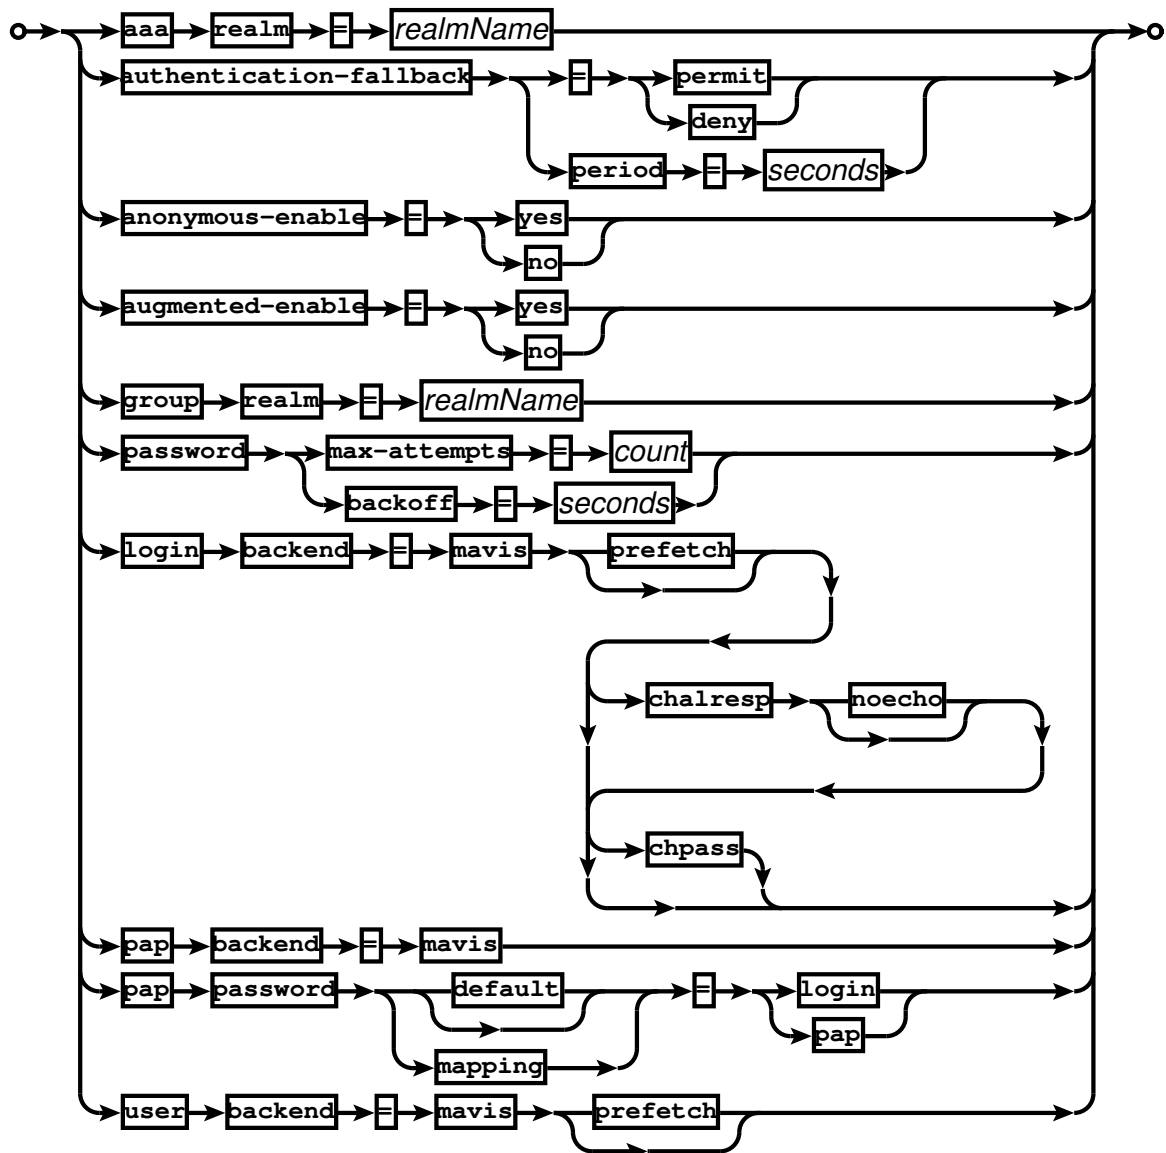 aaa realm = realmName
authentication-fallback = permit
deny
period = seconds
anonymous-enable = yes
no
augmented-enable = yes
no
group realm = realmName
password max-attempts = count
backoff = seconds
login backend = mavis prefetch
chalresp noecho
chpass
pap backend = mavis
pap password default = login
pap
mapping
user backend = mavis prefetch